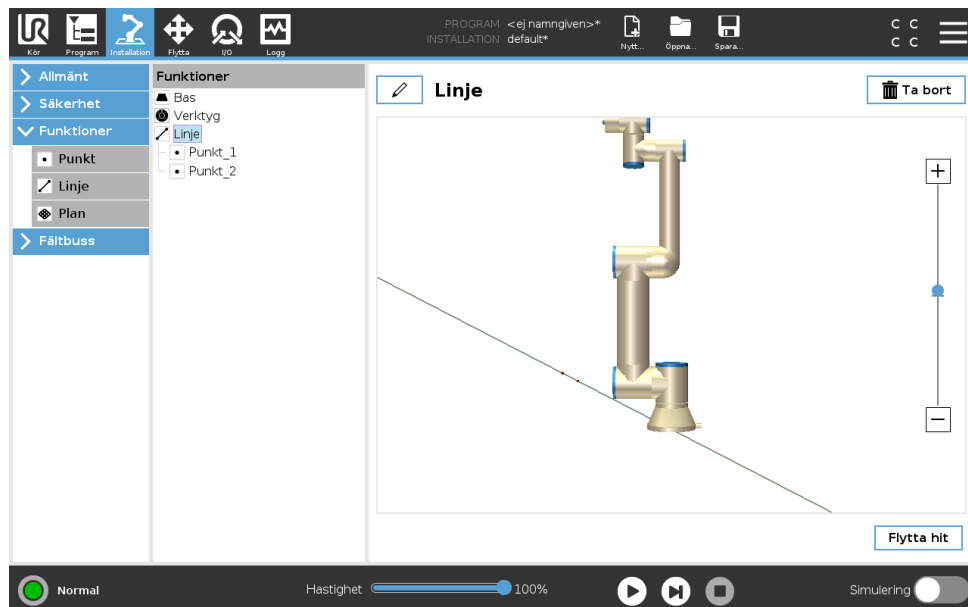 PROGRAM <ej namngiven>*
INSTALLATION default*
Kör Program Installation Flytta I/O Logg Nytt... Öppna... Spara...
C C
C C
Allmänt
Säkerhet
Funktioner
Punkt
Linje
Plan
Fältbuss
Funktioner
Bas
Verktyg
Linje
Punkt_1
Punkt_2
Linje
Ta bort
Flytta hit
Normal
Hastighet 100%
Simulering